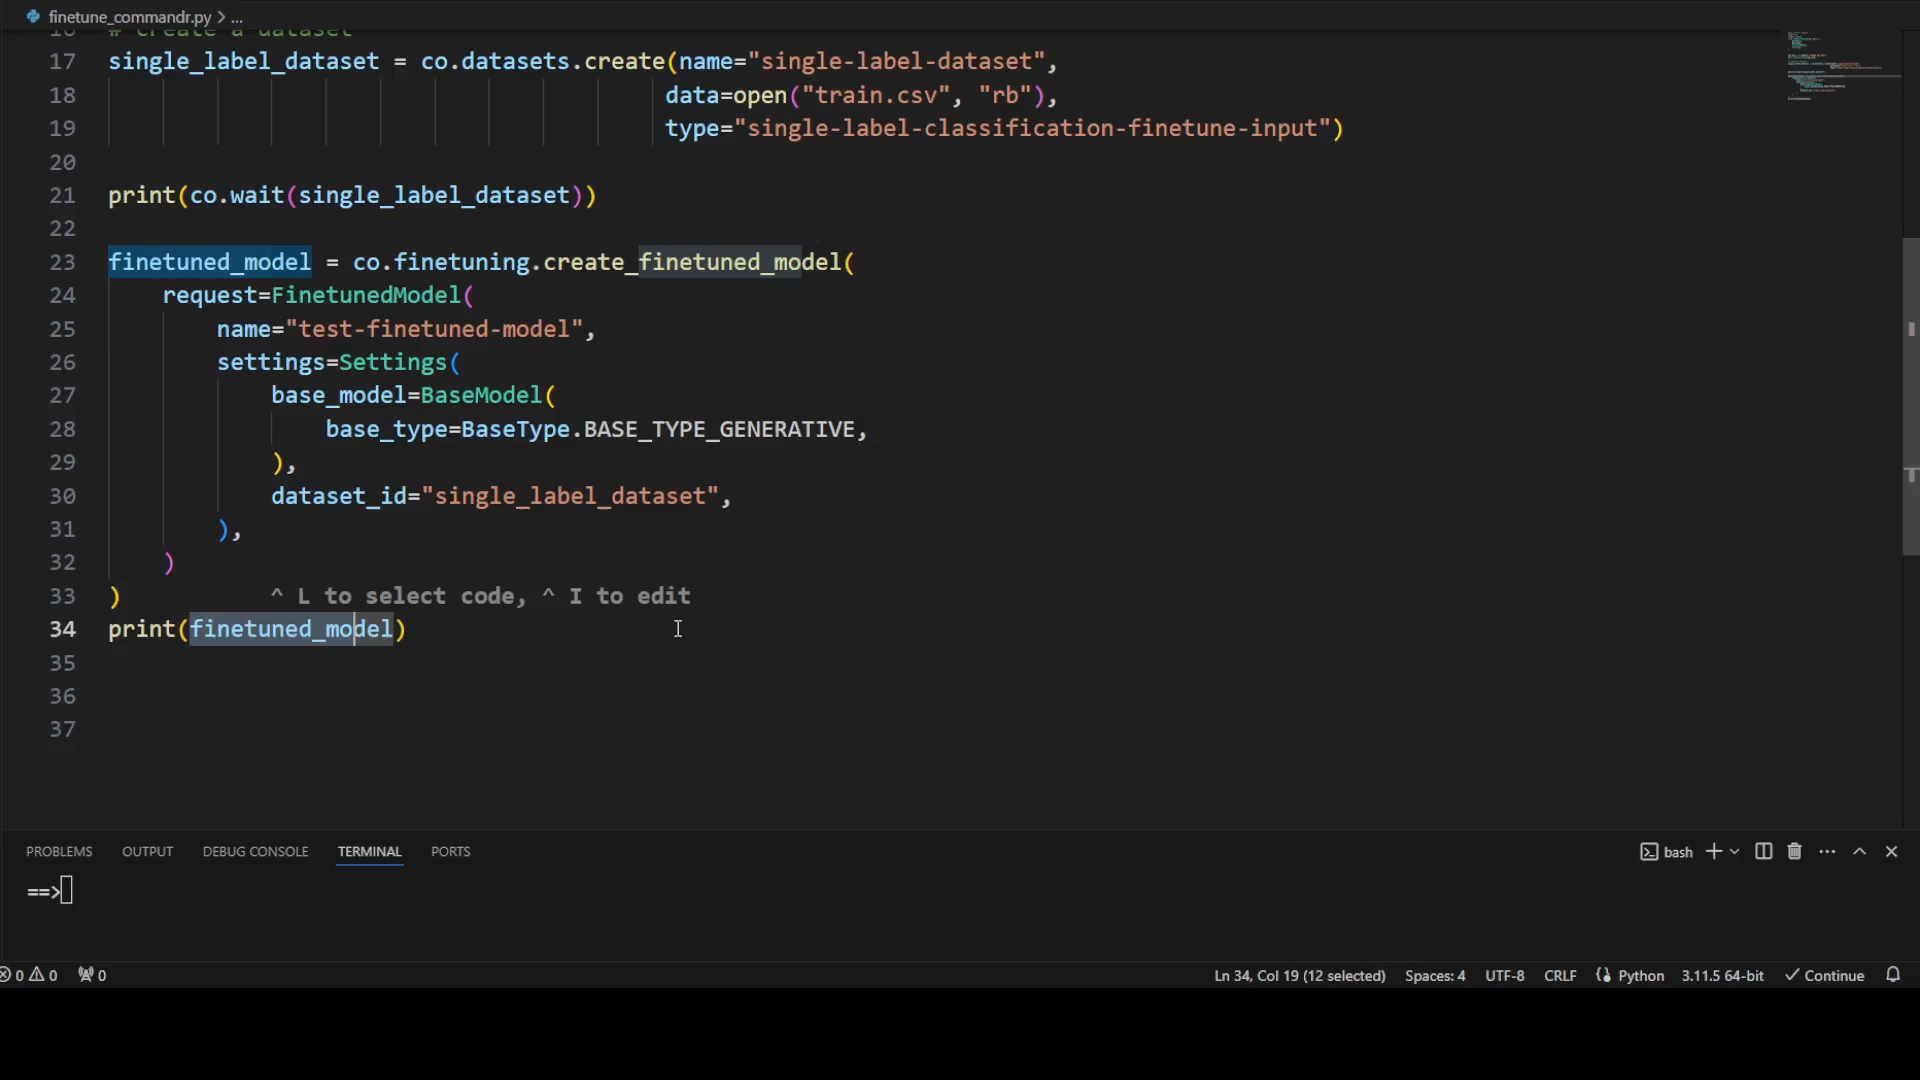 finetune_commandr.py > ...
16 # Create a dataset
17 single_label_dataset = co.datasets.create(name="single-label-dataset",
18 data=open("train.csv", "rb"),
19 type="single-label-classification-finetune-input")
20
21 print(co.wait(single_label_dataset))
22
23 finetuned_model = co.finetuning.create_finetuned_model(
24 request=FinetunedModel(
25 name="test-finetuned-model",
26 settings=Settings(
27 base_model=BaseModel(
28 base_type=BaseType.BASE_TYPE_GENERATIVE,
29 ),
30 dataset_id="single_label_dataset",
31 ),
32 )
33 ) ^ L to select code, ^ I to edit
34 print(finetuned_model)
35
36
37
PROBLEMS OUTPUT DEBUG CONSOLE TERMINAL PORTS bash
==>
0 0 0 Ln 34, Col 19 (12 selected) Spaces: 4 UTF-8 CRLF Python 3.11.5 64-bit Continue